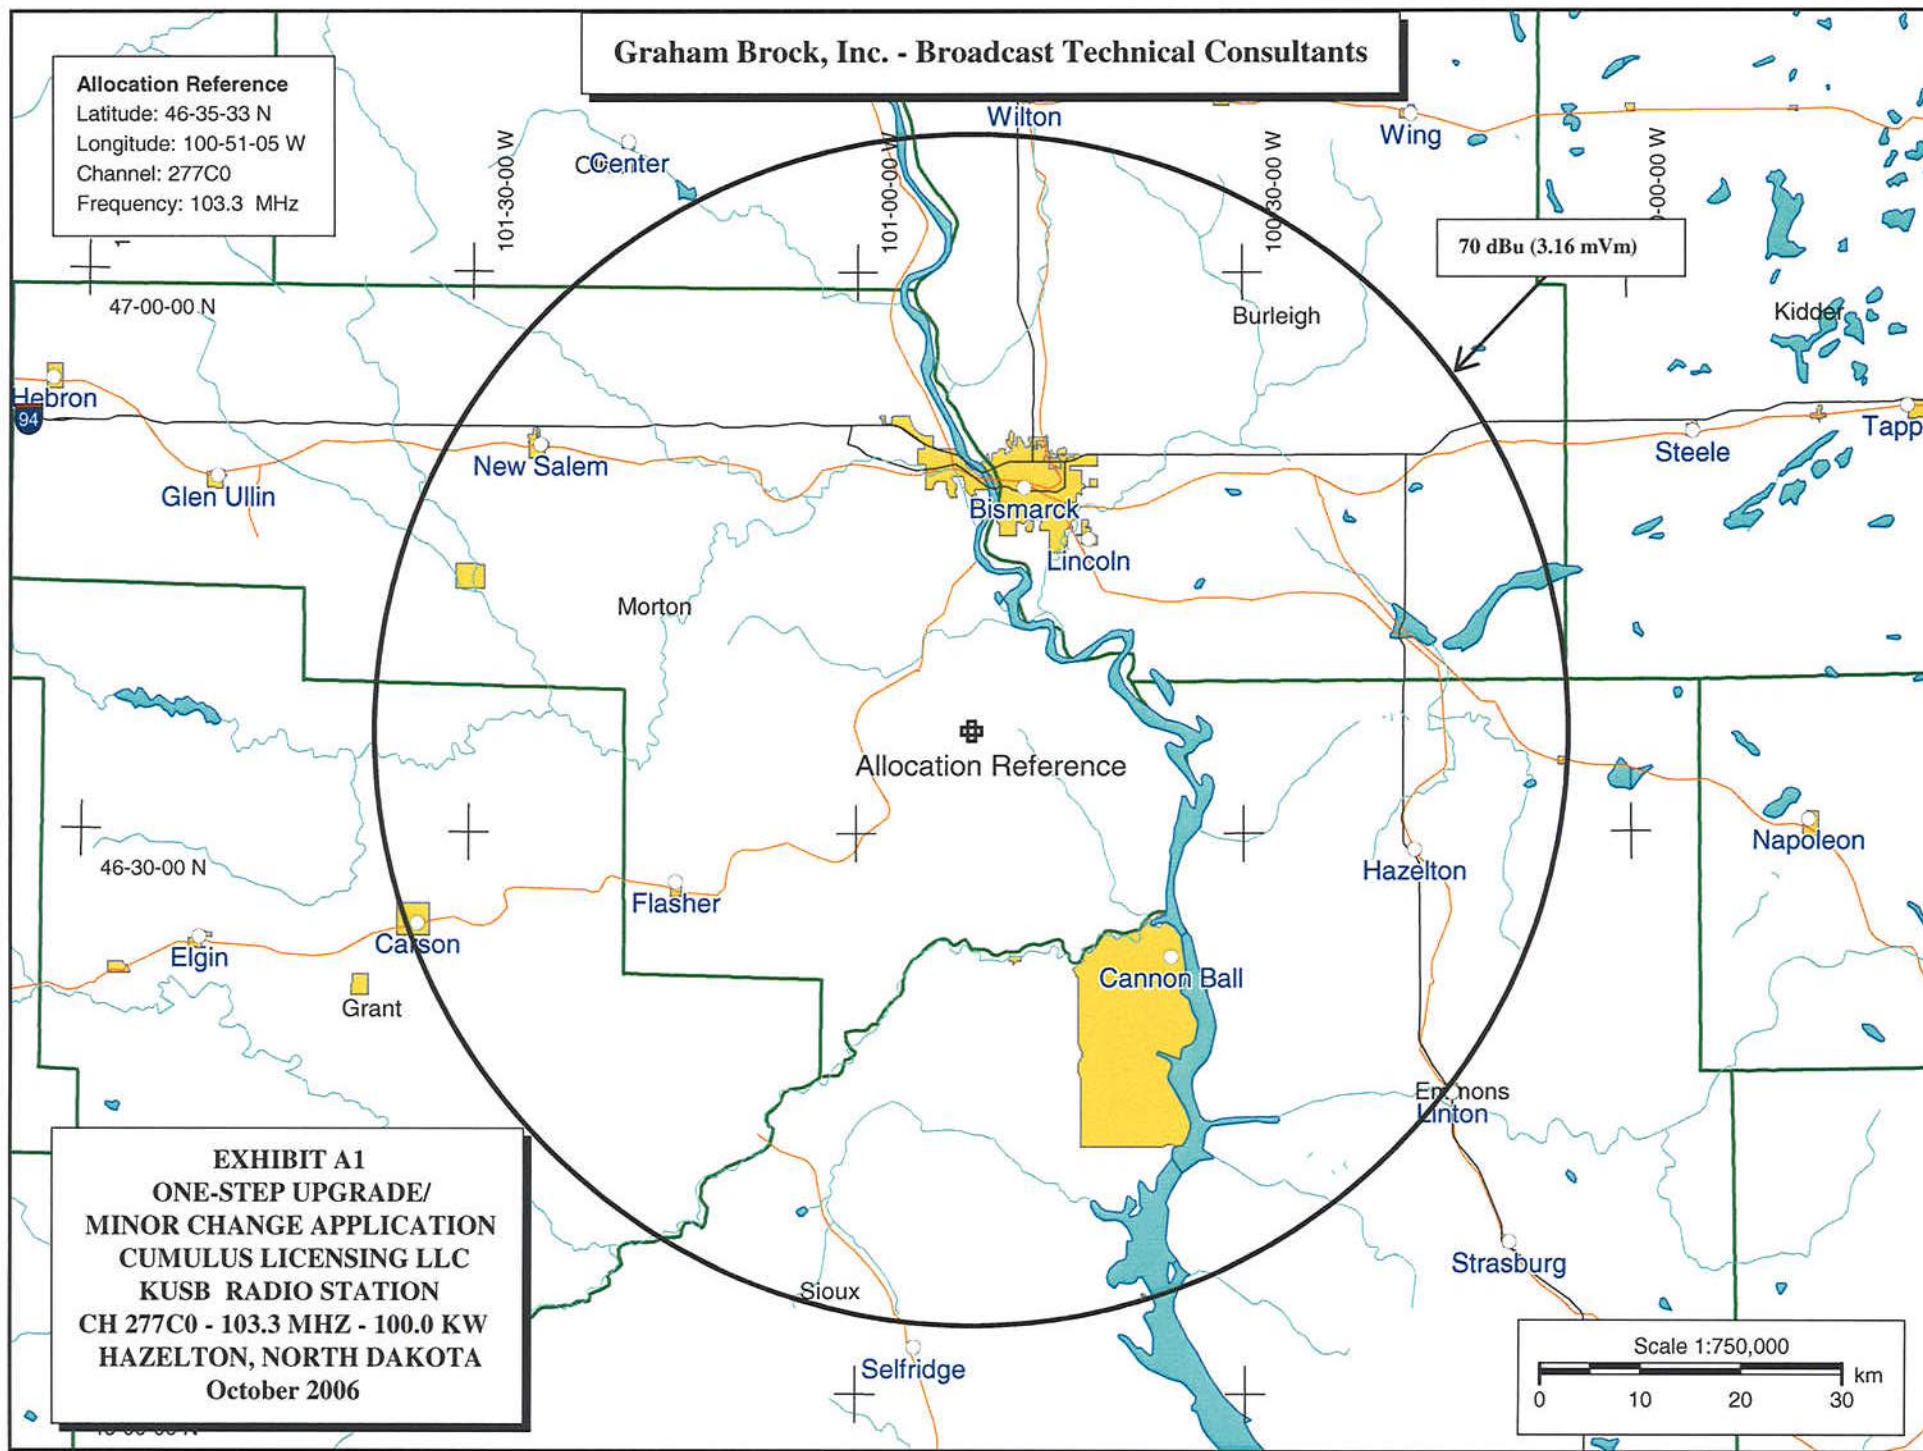 Graham Brock, Inc. - Broadcast Technical Consultants
Allocation Reference
Latitude: 46-35-33 N
Longitude: 100-51-05 W
Channel: 277C0
Frequency: 103.3 MHz
Wilton
Wing
Center
101-30-00 W
101-00-00 W
100-30-00 W
0-00-00 W
70 dBu (3.16 mVm)
47-00-00 N
Burleigh
Kidder
Hebron
94
New Salem
Glen Ullin
Steele
Tapp
Bismarck
Lincoln
Morton
Allocation Reference
46-30-00 N
Napoleon
Hazelton
Flasher
Carson
Elgin
Cannon Ball
Grant
Emmons
Linton
Strasburg
Sioux
Selfridge
EXHIBIT A1
ONE-STEP UPGRADE/
MINOR CHANGE APPLICATION
CUMULUS LICENSING LLC
KUSB RADIO STATION
CH 277C0 - 103.3 MHZ - 100.0 KW
HAZELTON, NORTH DAKOTA
October 2006
Scale 1:750,000
km
0 10 20 30